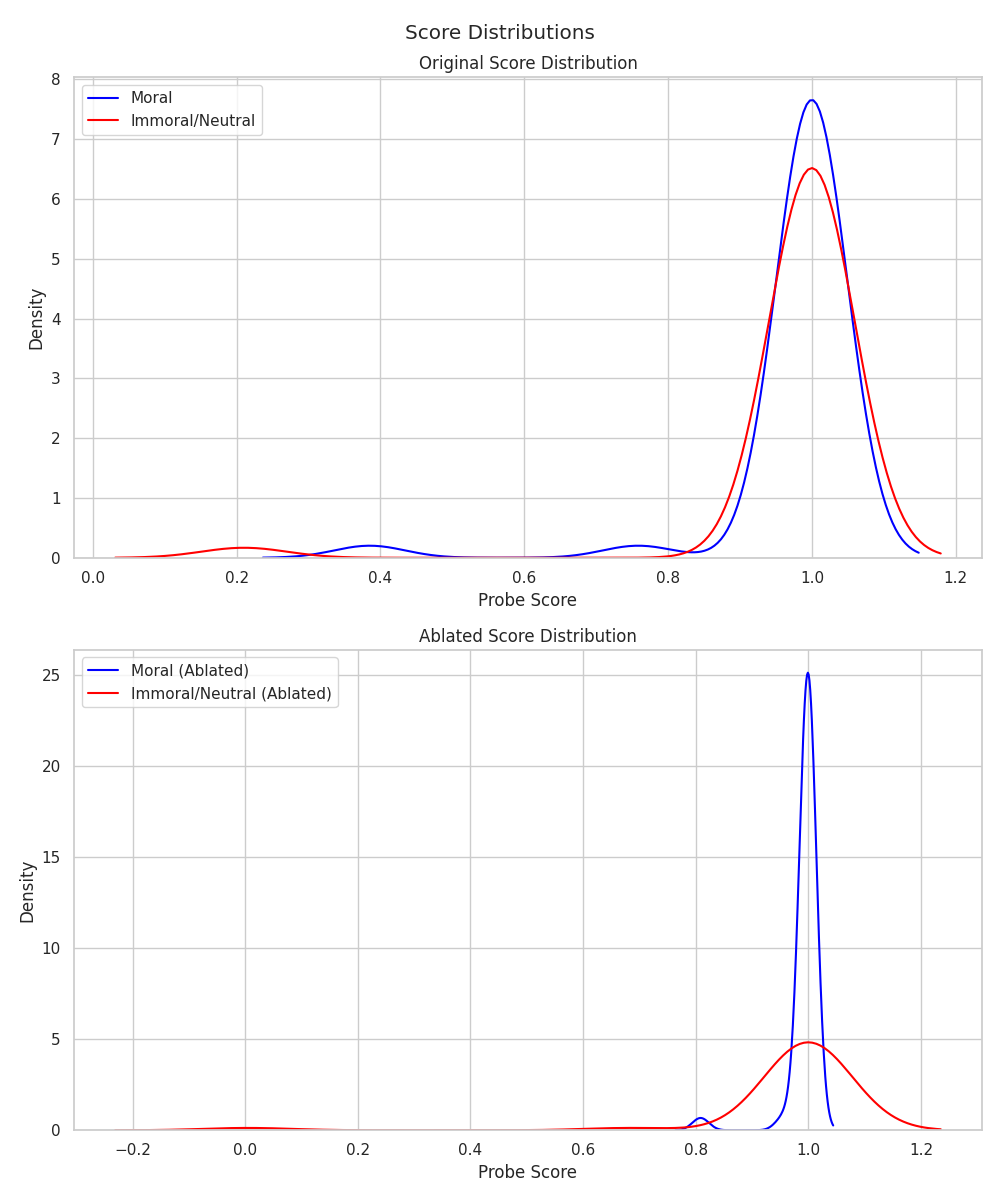 Score Distributions
Original Score Distribution
Moral
Immoral/Neutral
Density
8
7
6
5
4
3
2
1
0
0.0 0.2 0.4 0.6 0.8 1.0 1.2
Probe Score
Ablated Score Distribution
Moral (Ablated)
Immoral/Neutral (Ablated)
Density
25
20
15
10
5
0
−0.2 0.0 0.2 0.4 0.6 0.8 1.0 1.2
Probe Score